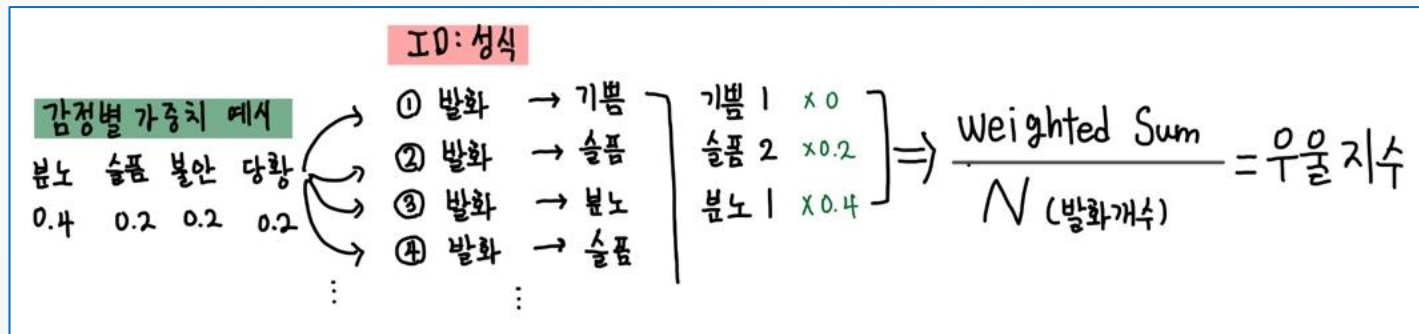 ID: 성식
감정별 가중치 예시
분노 슬픔 불안 당황
0.4 0.2 0.2 0.2
① 발화 → 기쁨
② 발화 → 슬픔
③ 발화 → 분노
④ 발화 → 슬픔
⋮ ⋮
기쁨 1 ×0
슬픔 2 ×0.2
분노 1 ×0.4
⇒ Weighted Sum
N (발화개수)
= 우울지수